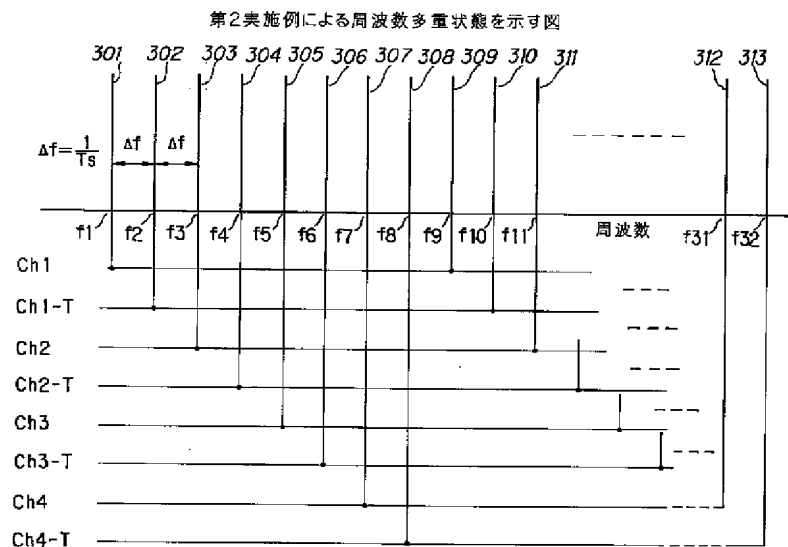 第2実施例による周波数多重状態を示す図
301 302 303 304 305 306 307 308 309 310 311 312 313
Δf=1/Ts Δf Δf
f1 f2 f3 f4 f5 f6 f7 f8 f9 f10 f11 周波数 f31 f32
Ch1
Ch1-T
Ch2
Ch2-T
Ch3
Ch3-T
Ch4
Ch4-T